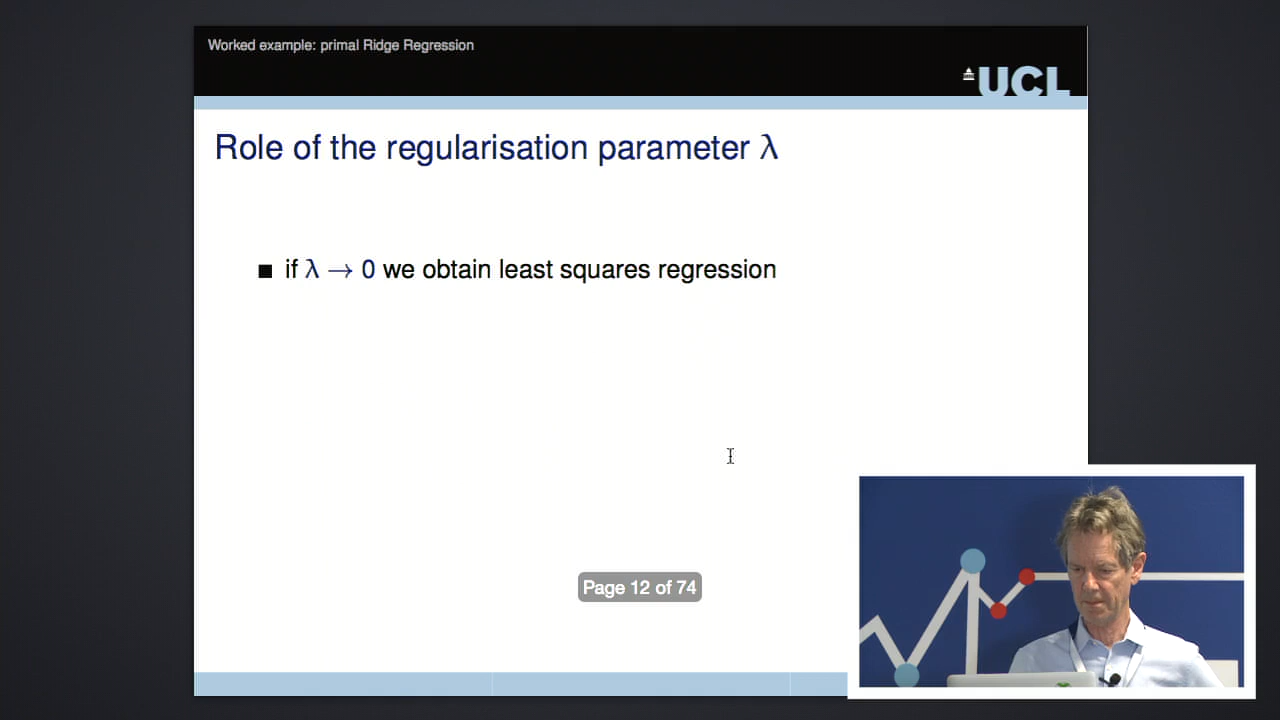 Worked example: primal Ridge Regression
UCL
Role of the regularisation parameter λ
■ if λ → 0 we obtain least squares regression
Page 12 of 74